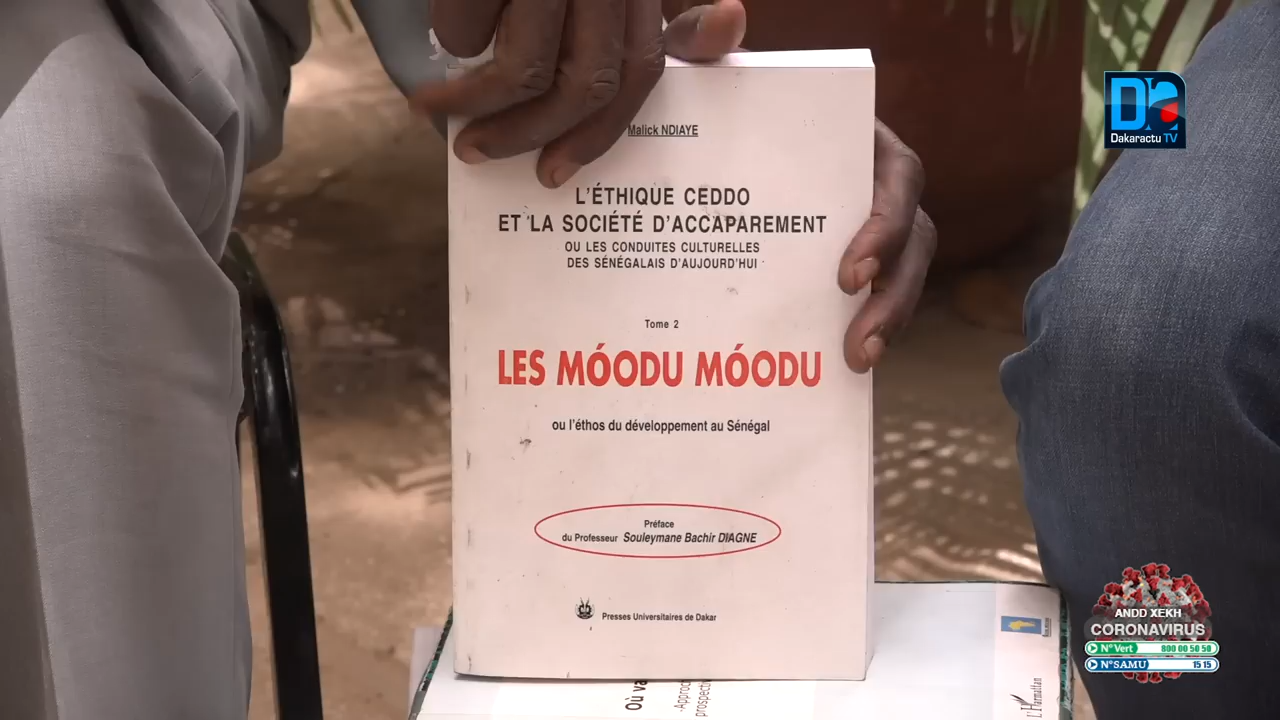 Malick NDIAYE
L'ÉTHIQUE CEDDO
ET LA SOCIÉTÉ D'ACCAPAREMENT
OU LES CONDUITES CULTURELLES
DES SÉNÉGALAIS D'AUJOURD'HUI
Tome 2
LES MÓODU MÓODU
ou l'éthos du développement au Sénégal
Préface
du Professeur Souleymane Bachir DIAGNE
Presses Universitaires de Dakar
Où va
L'Harmattan
Dakaractu TV
ANDD XEKH
CORONAVIRUS
N° Vert 800 00 50 50
N° SAMU 15 15